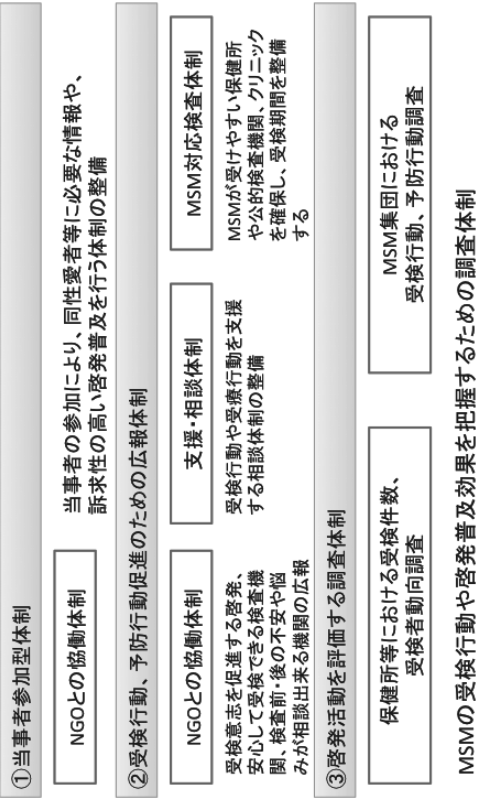 ①当事者参加型体制
NGOとの協働体制
当事者の参加により、同性愛者等に必要な情報や、
訴求性の高い啓発普及を行う体制の整備
②受検行動、予防行動促進のための広報体制
NGOとの協働体制
受検意志を促進する啓発、
安心して受検できる検査機
関、検査前・後の不安や悩
みが相談出来る機関の広報
支援・相談体制
受検行動や受療行動を支援
する相談体制の整備
MSM対応検査体制
MSMが受けやすい保健所
や公的検査機関、クリニック
を確保し、受検期間を整備
する
③啓発活動を評価する調査体制
保健所等における受検件数、
受検者動向調査
MSM集団における
受検行動、予防行動調査
MSMの受検行動や啓発普及効果を把握するための調査体制